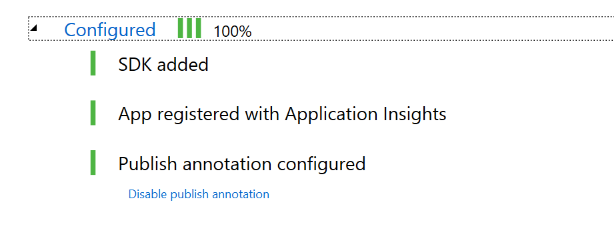 Configured 100%
SDK added
App registered with Application Insights
Publish annotation configured
Disable publish annotation